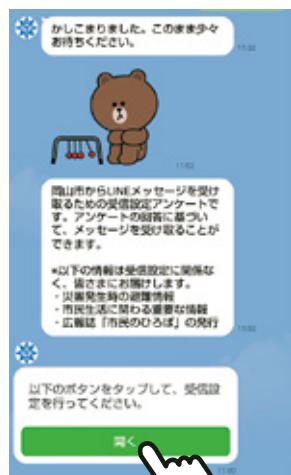 かしこまりました。このまま少々
お待ちください。
岡山市からLINEメッセージを受け
取るための受信設定アンケートで
す。アンケートの回答に基づい
て、メッセージを受け取ることが
できます。
*以下の情報は受信設定に関係な
く、皆さまにお届けします。
・災害発生時の避難情報
・市民生活に関わる重要な情報
・広報誌「市民のひろば」の発行
以下のボタンをタップして、受信設
定を行ってください。
開く